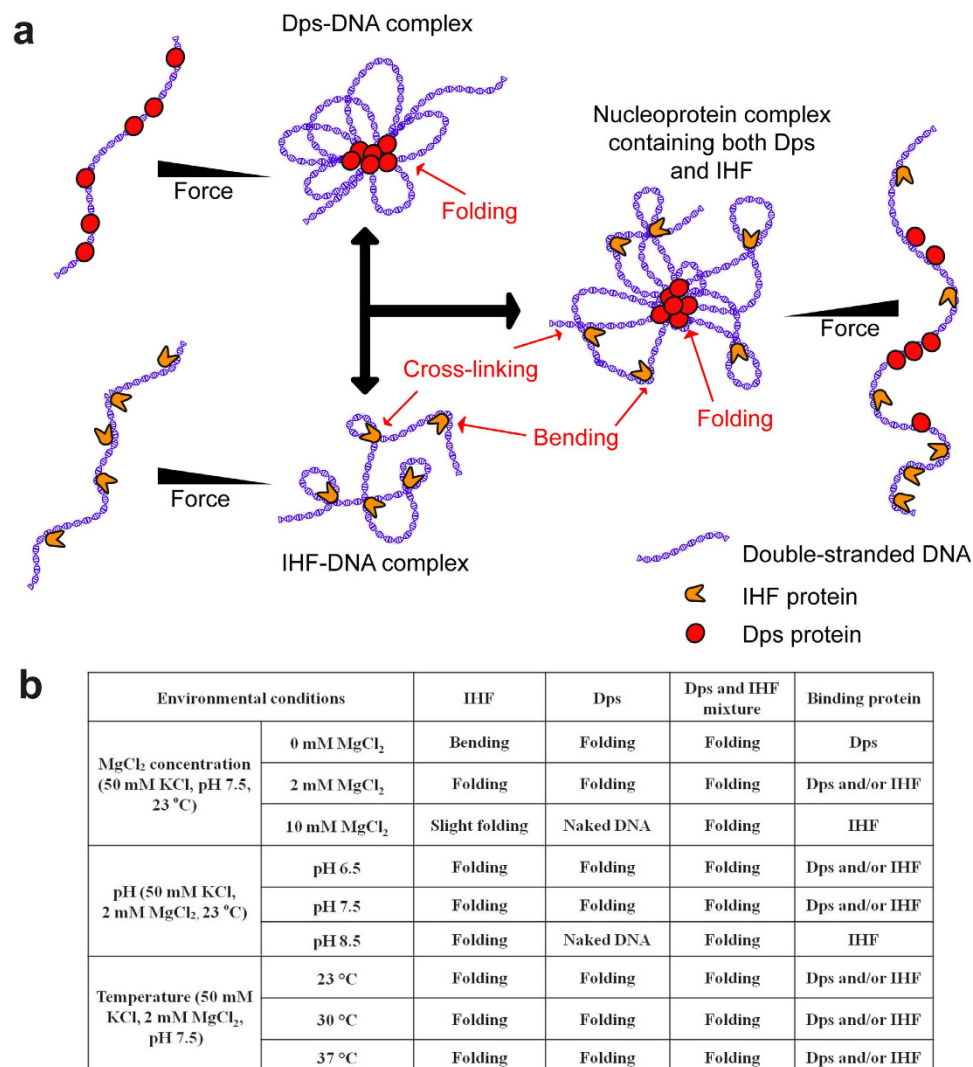 a
Dps-DNA complex
Force
Folding
Nucleoprotein complex
containing both Dps
and IHF
Force
Cross-linking
Bending
Folding
Force
IHF-DNA complex
Double-stranded DNA
IHF protein
Dps protein
b
Environmental conditions IHF Dps Dps and IHF mixture Binding protein
MgCl₂ concentration
(50 mM KCl, pH 7.5,
23 °C)
0 mM MgCl₂ Bending Folding Folding Dps
2 mM MgCl₂ Folding Folding Folding Dps and/or IHF
10 mM MgCl₂ Slight folding Naked DNA Folding IHF
pH (50 mM KCl,
2 mM MgCl₂, 23 °C)
pH 6.5 Folding Folding Folding Dps and/or IHF
pH 7.5 Folding Folding Folding Dps and/or IHF
pH 8.5 Folding Naked DNA Folding IHF
Temperature (50 mM
KCl, 2 mM MgCl₂,
pH 7.5)
23 °C Folding Folding Folding Dps and/or IHF
30 °C Folding Folding Folding Dps and/or IHF
37 °C Folding Folding Folding Dps and/or IHF